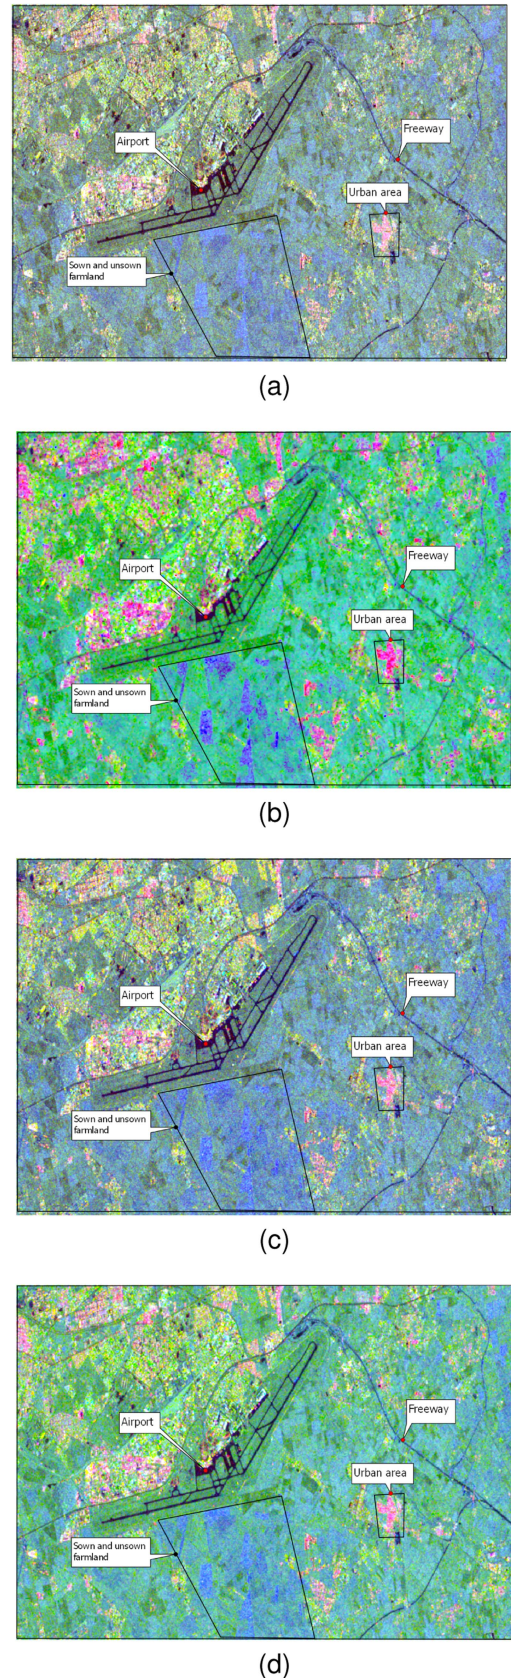 Freeway
Airport
Urban area
Sown and unsown
farmland
(a)
Freeway
Airport
Urban area
Sown and unsown
farmland
(b)
Freeway
Airport
Urban area
Sown and unsown
farmland
(c)
Freeway
Airport
Urban area
Sown and unsown
farmland
(d)